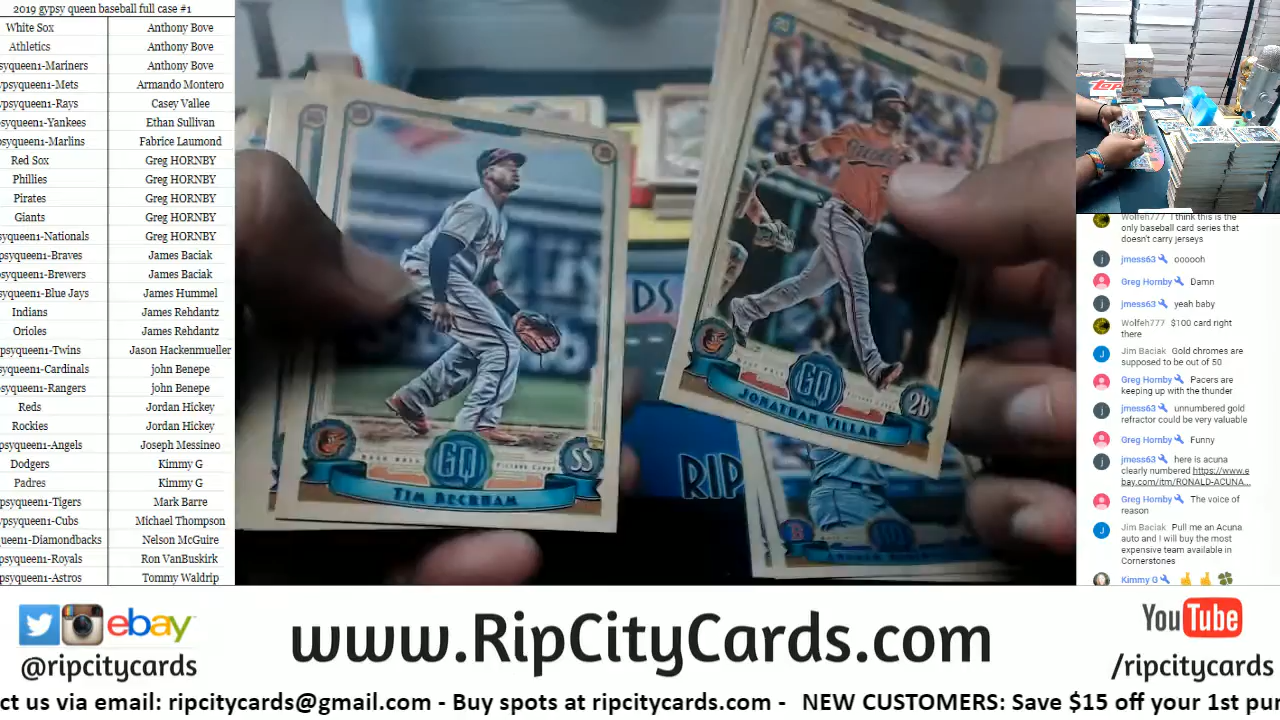 2019 gypsy queen baseball full case #1
White Sox Anthony Bove
Athletics Anthony Bove
syqueen1-Mariners Anthony Bove
ypsyqueen1-Mets Armando Montero
ypsyqueen1-Rays Casey Vallee
syqueen1-Yankees Ethan Sullivan
psyqueen1-Marlins Fabrice Laumond
Red Sox Greg HORNBY
Phillies Greg HORNBY
Pirates Greg HORNBY
Giants Greg HORNBY
syqueen1-Nationals Greg HORNBY
psyqueen1-Braves James Baciak
psyqueen1-Brewers James Baciak
syqueen1-Blue Jays James Hummel
Indians James Rehdantz
Orioles James Rehdantz
psyqueen1-Twins Jason Hackenmueller
psyqueen1-Cardinals john Benepe
psyqueen1-Rangers john Benepe
Reds Jordan Hickey
Rockies Jordan Hickey
psyqueen1-Angels Joseph Messineo
Dodgers Kimmy G
Padres Kimmy G
psyqueen1-Tigers Mark Barre
ypsyqueen1-Cubs Michael Thompson
queen1-Diamondbacks Nelson McGuire
psyqueen1-Royals Ron VanBuskirk
psyqueen1-Astros Tommy Waldrip
GQ
SS
TIM BECKHAM
GQ
2B
JONATHAN VILLAR
DS
RIP
Wolfeh777 I think this is the
only baseball card series that
doesn't carry jerseys
jmess63 oooooh
Greg Hornby Damn
jmess63 yeah baby
Wolfeh777 $100 card right
there
Jim Baciak Gold chromes are
supposed to be out of 50
Greg Hornby Pacers are
keeping up with the thunder
jmess63 unnumbered gold
refractor could be very valuable
Greg Hornby Funny
jmess63 here is acuna
clearly numbered https://www.e
bay.com/itm/RONALD-ACUNA...
Greg Hornby The voice of
reason
Jim Baciak Pull me an Acuna
auto and I will buy the most
expensive team available in
Cornerstones
Kimmy G
ebay
@ripcitycards
www.RipCityCards.com
YouTube
/ripcitycards
ct us via email: ripcitycards@gmail.com - Buy spots at ripcitycards.com - NEW CUSTOMERS: Save $15 off your 1st pur